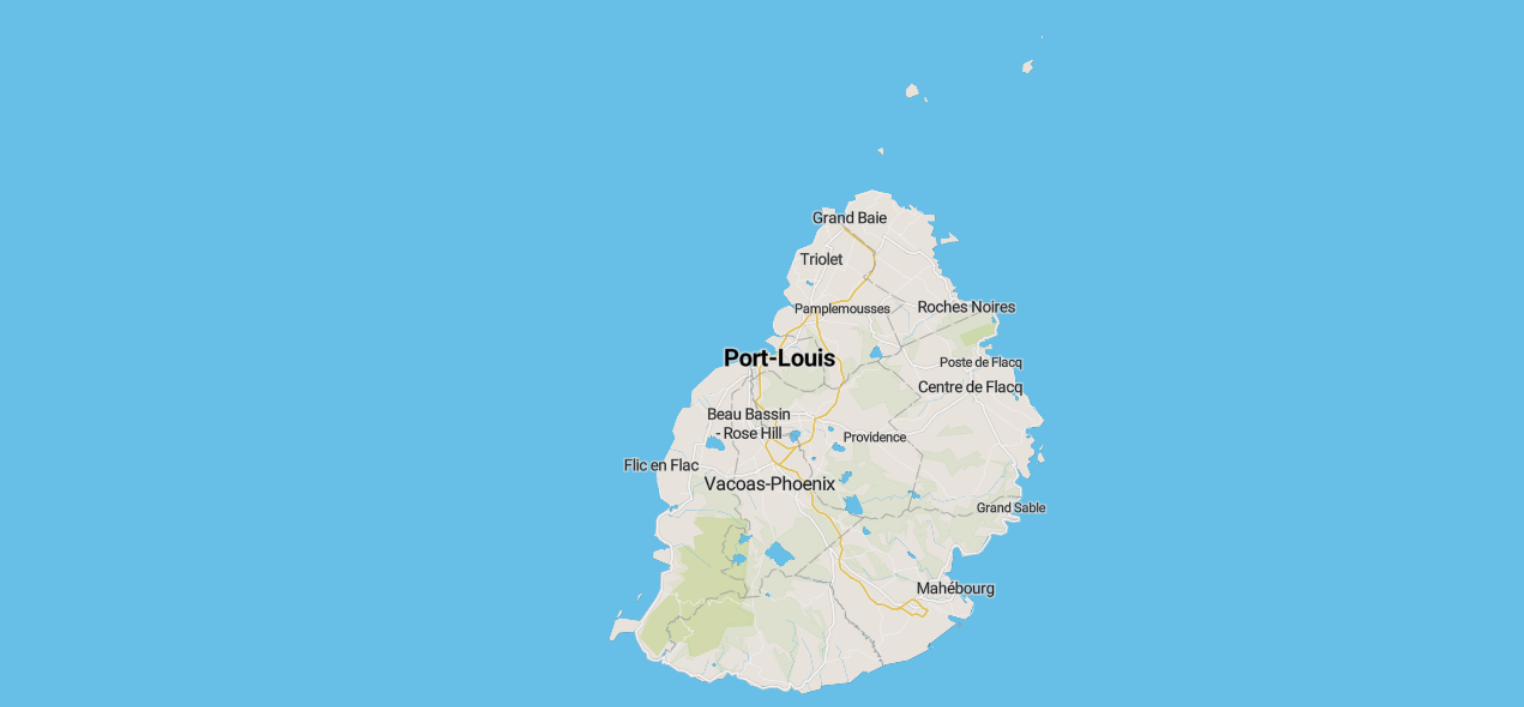 Grand Baie
Triolet
Roches Noires
Pamplemousses
Port-Louis
Poste de Flacq
Centre de Flacq
Beau Bassin
- Rose Hill
Providence
Flic en Flac
Vacoas-Phoenix
Grand Sable
Mahébourg